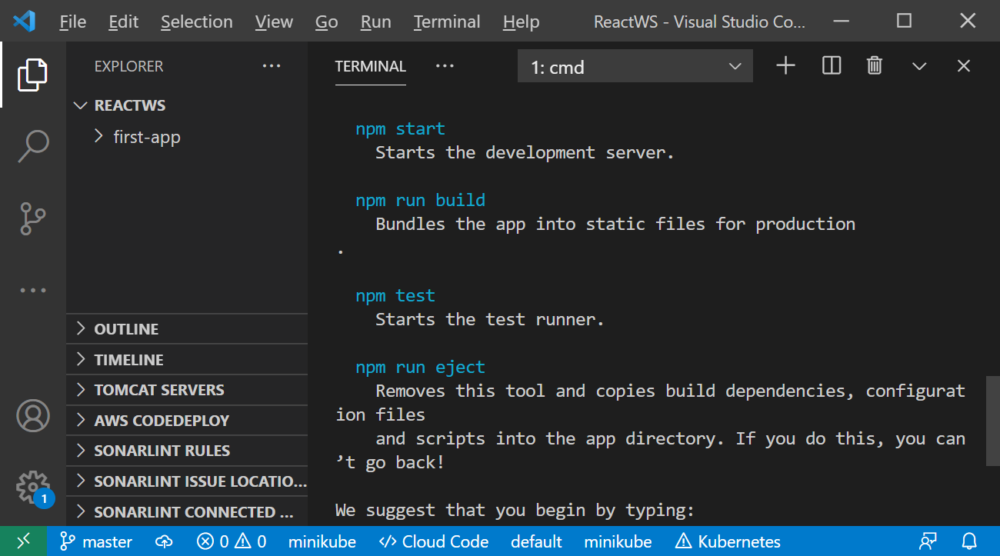 File Edit Selection View Go Run Terminal Help ReactWS - Visual Studio Co...
EXPLORER
REACTWS
first-app
OUTLINE
TIMELINE
TOMCAT SERVERS
AWS CODEDEPLOY
SONARLINT RULES
SONARLINT ISSUE LOCATIO...
SONARLINT CONNECTED ...
1
TERMINAL 1: cmd
npm start
Starts the development server.
npm run build
Bundles the app into static files for production
.
npm test
Starts the test runner.
npm run eject
Removes this tool and copies build dependencies, configurat
ion files
and scripts into the app directory. If you do this, you can
’t go back!
We suggest that you begin by typing:
master 0 0 minikube Cloud Code default minikube Kubernetes